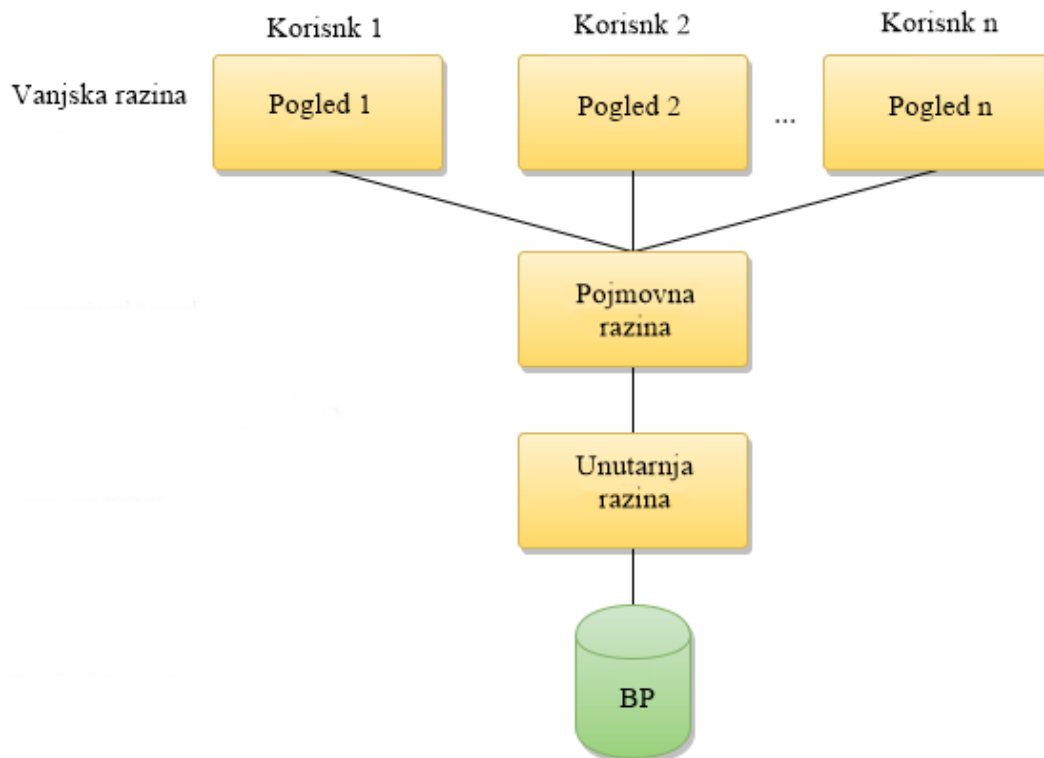 Korisnk 1
Korisnk 2
Korisnk n
Vanjska razina
Pogled 1
Pogled 2
...
Pogled n
Pojmovna
razina
Unutarnja
razina
BP